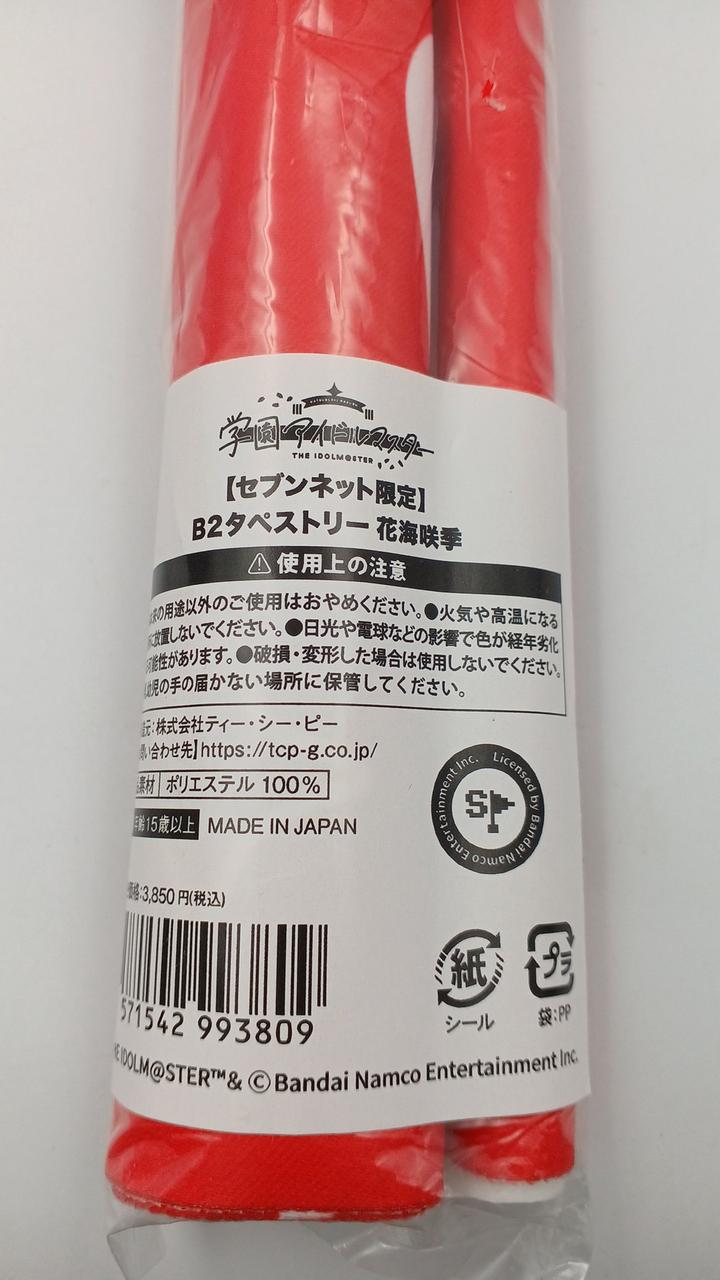 学園アイドルマスター
THE IDOLM@STER
【セブンネット限定】
B2タペストリー 花海咲季
⚠使用上の注意
の用途以外のご使用はおやめください。●火気や高温になる
に放置しないでください。●日光や電球などの影響で色が経年劣化
可能性があります。●破損・変形した場合は使用しないでください。
幼児の手の届かない場所に保管してください。
元:株式会社ティー・シー・ピー
問い合わせ先】https://tcp-g.co.jp/
素材 ポリエステル 100%
年齢15歳以上 MADE IN JAPAN
Licensed by Bandai Namco Entertainment Inc.
SP
価格:3,850円(税込)
571542 993809
紙
シール
プラ
袋:PP
THE IDOLM@STER™& ©Bandai Namco Entertainment Inc.